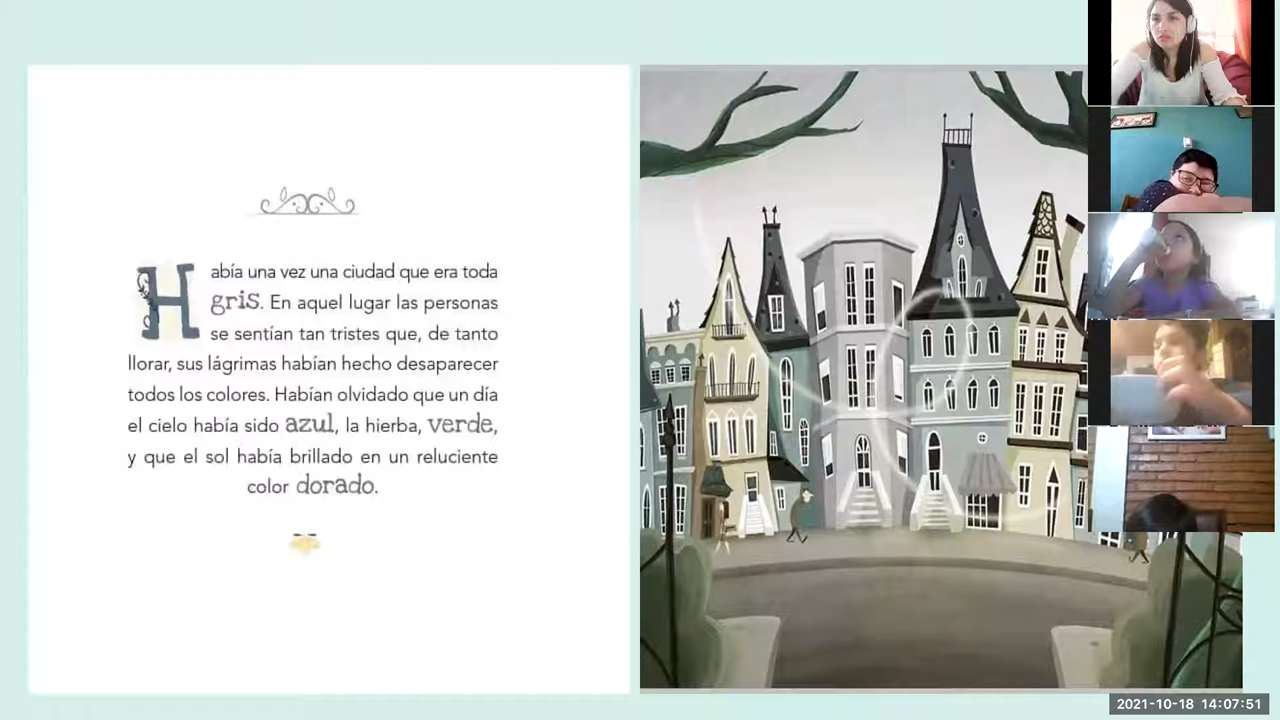 Había una vez una ciudad que era toda
gris. En aquel lugar las personas
se sentían tan tristes que, de tanto
llorar, sus lágrimas habían hecho desaparecer
todos los colores. Habían olvidado que un día
el cielo había sido azul, la hierba, verde,
y que el sol había brillado en un reluciente
color dorado.
2021-10-18 14:07:51